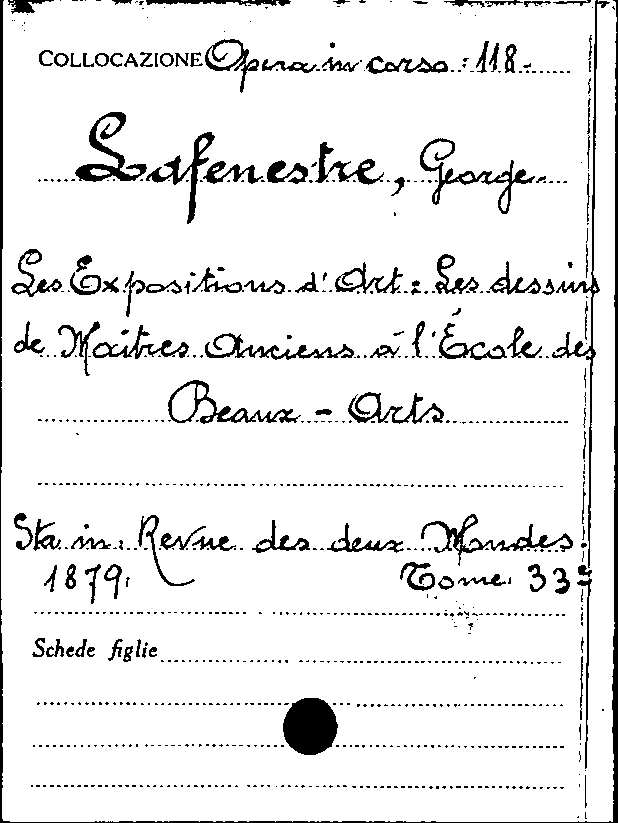 COLLOCAZIONE Opera in corso : 118.
Lafenestre, George.
Les Expositions d'Art : Les dessins
de Maitres Anciens à l'École des
Beaux - Arts
Sta in. Revue des deux Mondes.
1879. Tome. 33e
Schede figlie